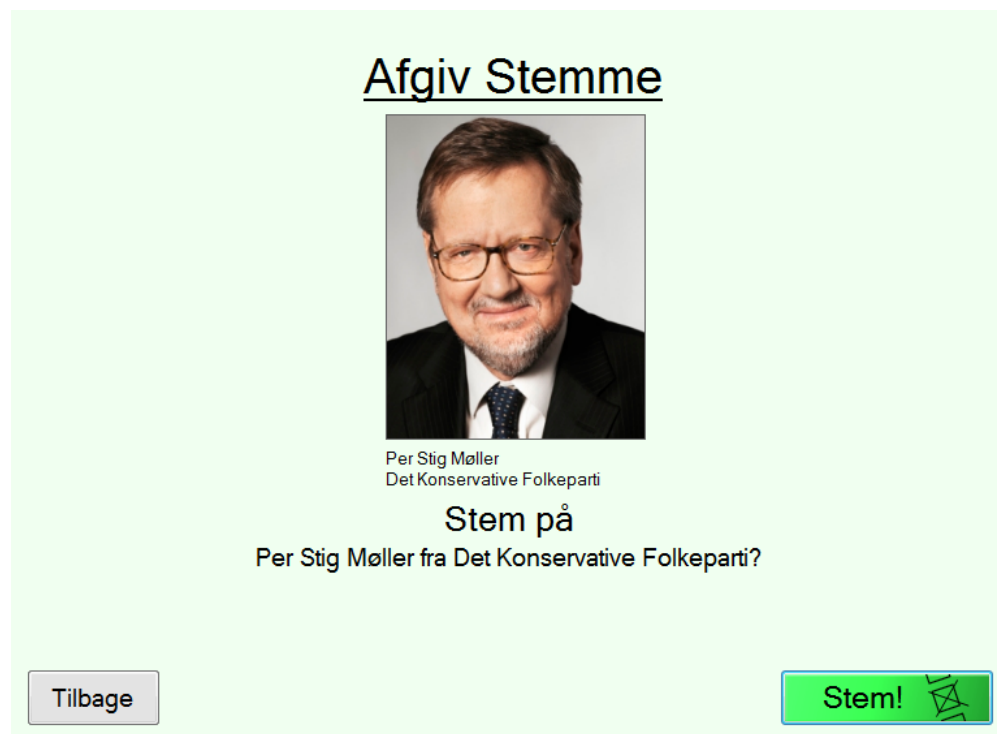 Afgiv Stemme
Per Stig Møller
Det Konservative Folkeparti
Stem på
Per Stig Møller fra Det Konservative Folkeparti?
Tilbage
Stem!